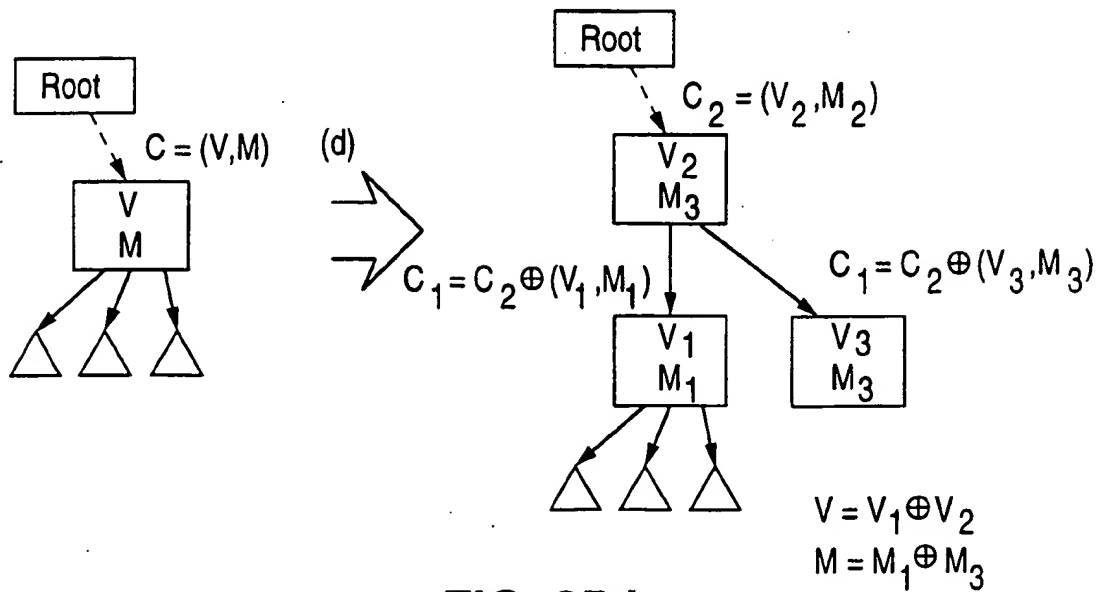 Root
C = (V,M)
V
M
(d)
Root
C2 = (V2,M2)
V2
M3
C1 = C2 ⊕ (V1,M1)
C1 = C2 ⊕ (V3,M3)
V1
M1
V3
M3
V = V1 ⊕ V2
M = M1 ⊕ M3